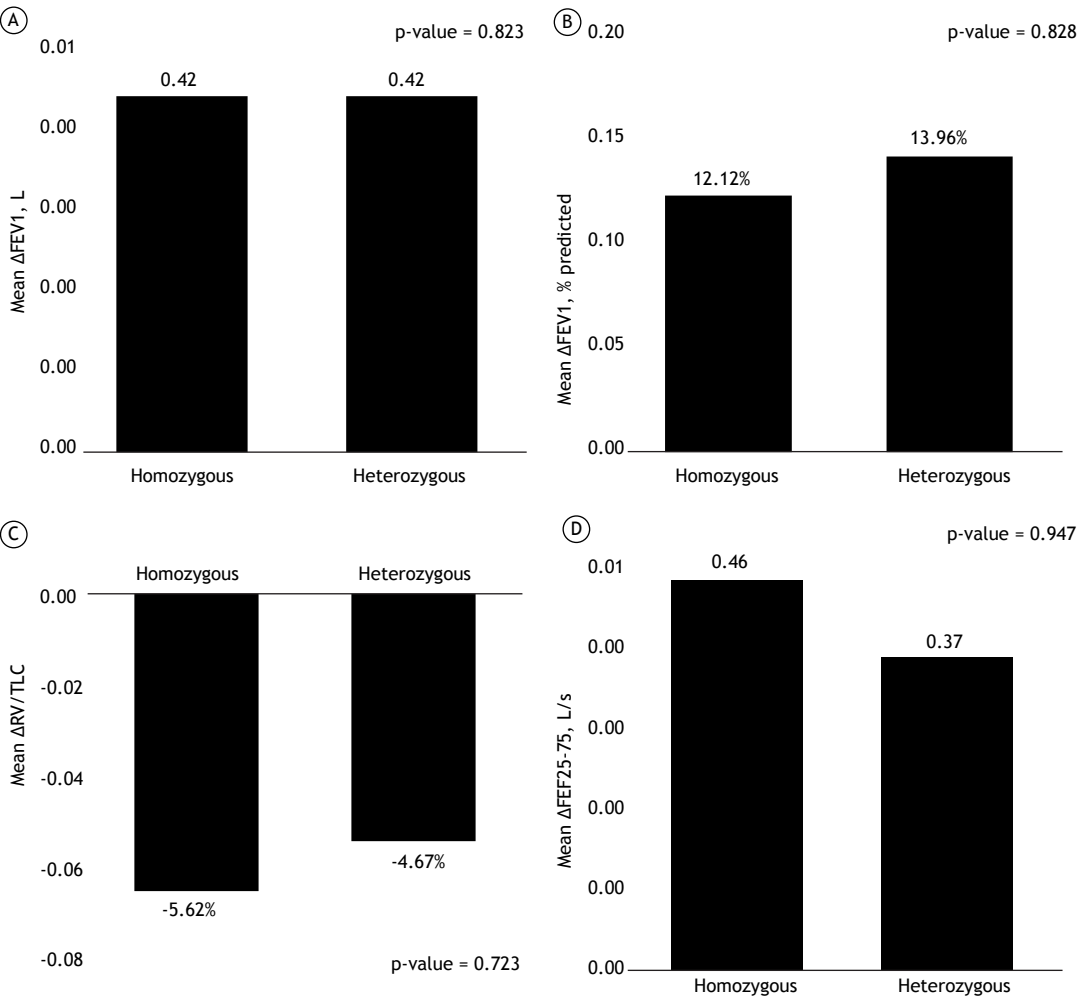 A
p-value = 0.823
Mean ΔFEV1, L
0.01
0.00
0.00
0.00
0.00
0.00
0.42
0.42
Homozygous
Heterozygous
B
p-value = 0.828
Mean ΔFEV1, % predicted
0.20
0.15
0.10
0.05
0.00
12.12%
13.96%
Homozygous
Heterozygous
C
Homozygous
Heterozygous
Mean ΔRV/TLC
0.00
-0.02
-0.04
-0.06
-0.08
-5.62%
-4.67%
p-value = 0.723
D
p-value = 0.947
Mean ΔFEF25-75, L/s
0.01
0.00
0.00
0.00
0.00
0.00
0.46
0.37
Homozygous
Heterozygous